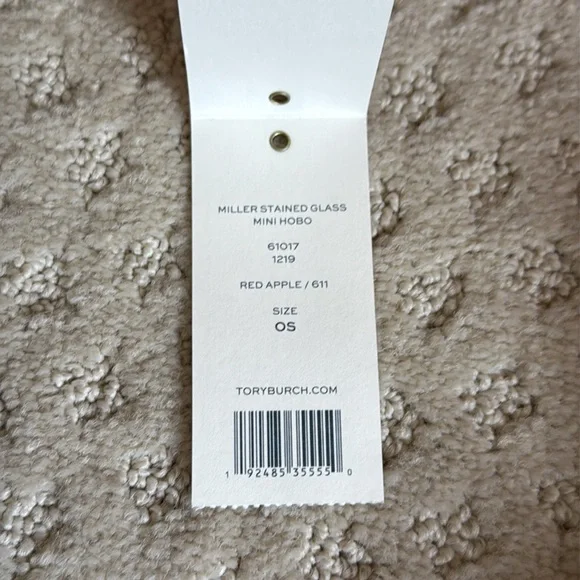 MILLER STAINED GLASS
MINI HOBO
61017
1219
RED APPLE / 611
SIZE
OS
TORYBURCH.COM
1 92485 35555 0